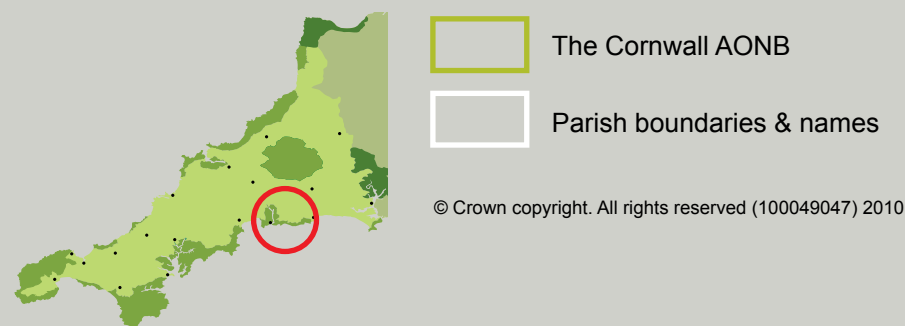 The Cornwall AONB
Parish boundaries & names
© Crown copyright. All rights reserved (100049047) 2010